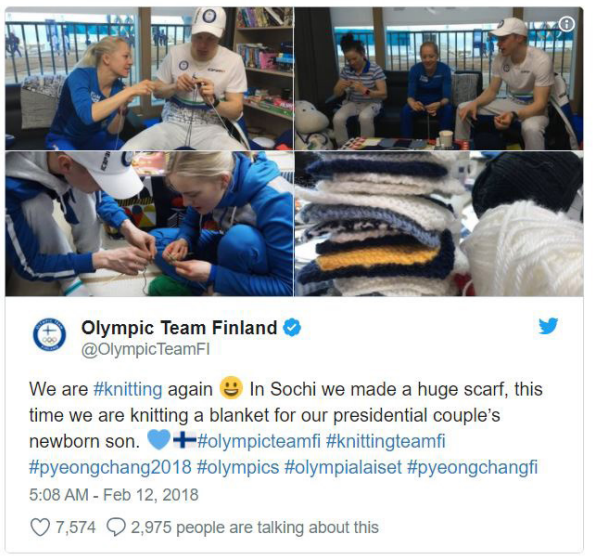 Olympic Team Finland
@OlympicTeamFI
We are #knitting again 😀 In Sochi we made a huge scarf, this
time we are knitting a blanket for our presidential couple's
newborn son. 💙🇫🇮#olympicteamfi #knittingteamfi
#pyeongchang2018 #olympics #olympialaiset #pyeongchangfi
5:08 AM - Feb 12, 2018
7,574 2,975 people are talking about this